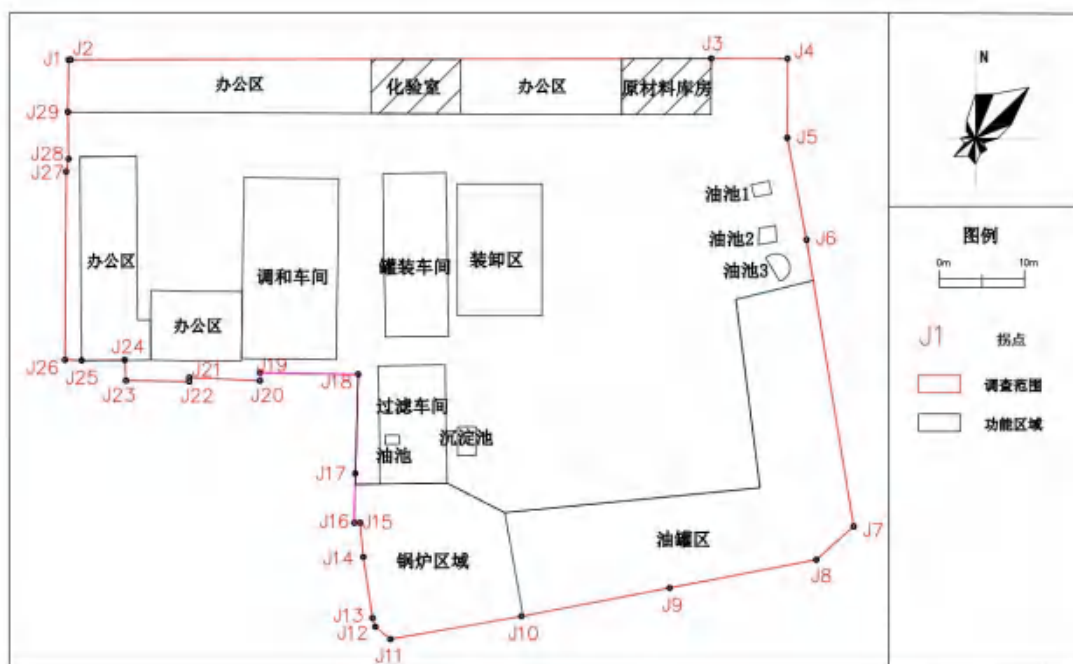 J1 J2 J3 J4
办公区 化验室 办公区 原材料库房
J29
J5
J28
J27
油池1
油池2
J6
油池3
办公区 调和车间 罐装车间 装卸区
办公区
J26 J25 J24
J23 J22 J21 J20 J19
J18
过滤车间
油池 沉淀池
J17
J16 J15
J14 锅炉区域 油罐区
J7
J8
J9
J13
J12
J11
J10
N
图例
0m 10m
J1 拐点
调查范围
功能区域